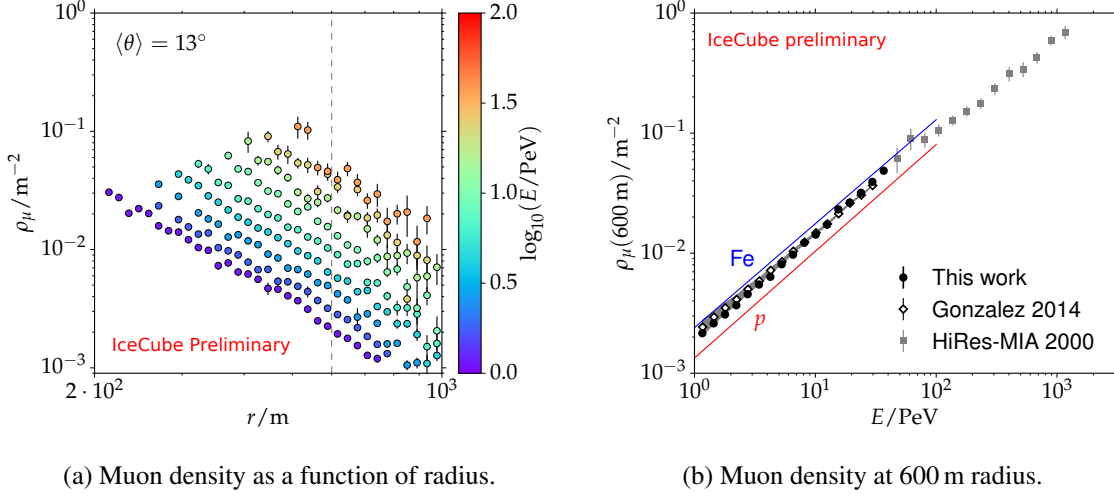 10⁰
10⁻¹
10⁻²
10⁻³
ρ_μ/m⁻²
⟨θ⟩ = 13°
IceCube Preliminary
2 · 10² 10³
r/m
2.0
1.5
1.0
0.5
0.0
log₁₀(E/PeV)
10⁰
10⁻¹
10⁻²
10⁻³
ρ_μ(600 m)/m⁻²
IceCube preliminary
Fe
p
This work
Gonzalez 2014
HiRes-MIA 2000
10⁰ 10¹ 10² 10³
E/PeV
(a) Muon density as a function of radius.
(b) Muon density at 600 m radius.